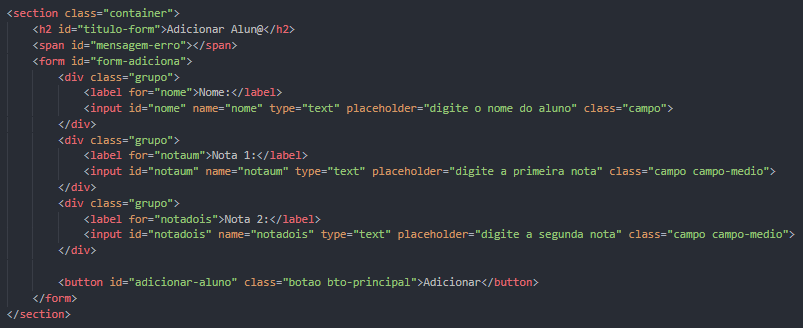 <section class="container">
<h2 id="titulo-form">Adicionar Alun@</h2>
<span id="mensagem-erro"></span>
<form id="form-adiciona">
<div class="grupo">
<label for="nome">Nome:</label>
<input id="nome" name="nome" type="text" placeholder="digite o nome do aluno" class="campo">
</div>
<div class="grupo">
<label for="notaum">Nota 1:</label>
<input id="notaum" name="notaum" type="text" placeholder="digite a primeira nota" class="campo campo-medio">
</div>
<div class="grupo">
<label for="notadois">Nota 2:</label>
<input id="notadois" name="notadois" type="text" placeholder="digite a segunda nota" class="campo campo-medio">
</div>
<button id="adicionar-aluno" class="botao bto-principal">Adicionar</button>
</form>
</section>